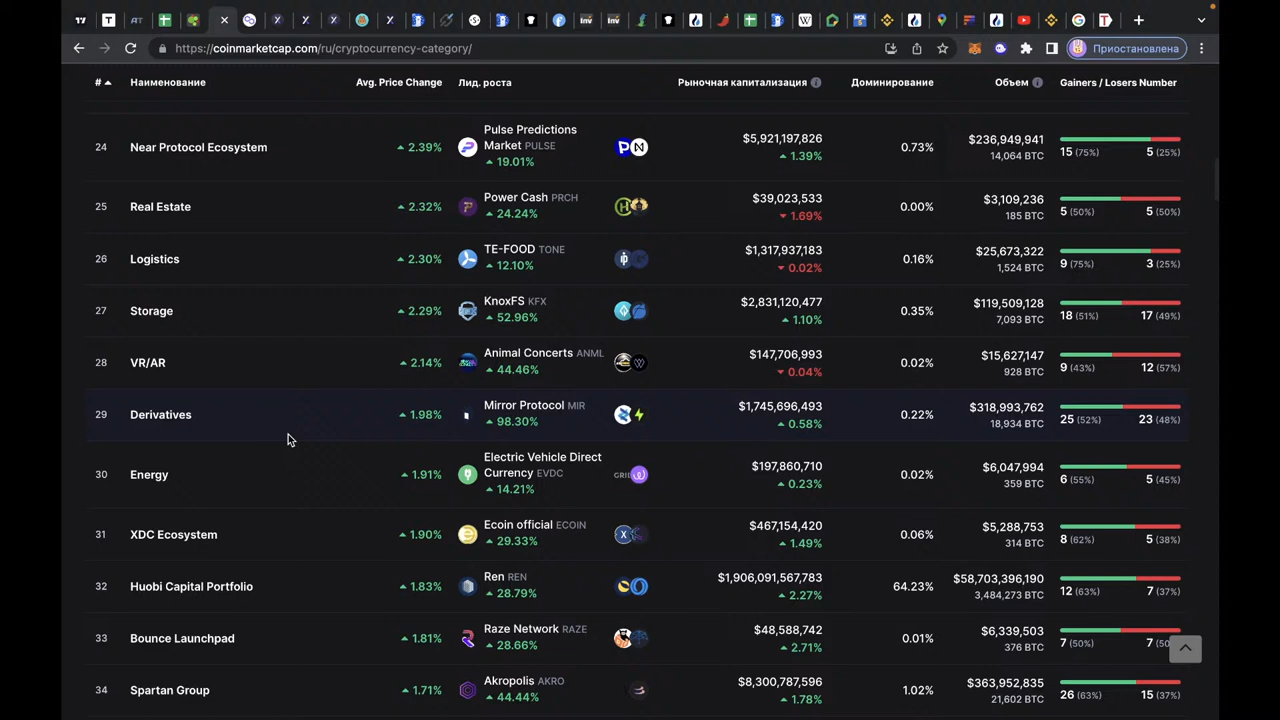 https://coinmarketcap.com/ru/cryptocurrency-category/
Приостановлена
# Наименование Avg. Price Change Лид. роста Рыночная капитализация Доминирование Объем Gainers / Losers Number
24 Near Protocol Ecosystem 2.39% Pulse Predictions Market PULSE 19.01% $5,921,197,826 1.39% 0.73% $236,949,941 14,064 BTC 15 (75%) 5 (25%)
25 Real Estate 2.32% Power Cash PRCH 24.24% $39,023,533 1.69% 0.00% $3,109,236 185 BTC 5 (50%) 5 (50%)
26 Logistics 2.30% TE-FOOD TONE 12.10% $1,317,937,183 0.02% 0.16% $25,673,322 1,524 BTC 9 (75%) 3 (25%)
27 Storage 2.29% KnoxFS KFX 52.96% $2,831,120,477 1.10% 0.35% $119,509,128 7,093 BTC 18 (51%) 17 (49%)
28 VR/AR 2.14% Animal Concerts ANML 44.46% $147,706,993 0.04% 0.02% $15,627,147 928 BTC 9 (43%) 12 (57%)
29 Derivatives 1.98% Mirror Protocol MIR 98.30% $1,745,696,493 0.58% 0.22% $318,993,762 18,934 BTC 25 (52%) 23 (48%)
30 Energy 1.91% Electric Vehicle Direct Currency EVDC 14.21% $197,860,710 0.23% 0.02% $6,047,994 359 BTC 6 (55%) 5 (45%)
31 XDC Ecosystem 1.90% Ecoin official ECOIN 29.33% $467,154,420 1.49% 0.06% $5,288,753 314 BTC 8 (62%) 5 (38%)
32 Huobi Capital Portfolio 1.83% Ren REN 28.79% $1,906,091,567,783 2.27% 64.23% $58,703,396,190 3,484,273 BTC 12 (63%) 7 (37%)
33 Bounce Launchpad 1.81% Raze Network RAZE 28.66% $48,588,742 2.71% 0.01% $6,339,503 376 BTC 7 (50%) 7
34 Spartan Group 1.71% Akropolis AKRO 44.44% $8,300,787,596 1.78% 1.02% $363,952,835 21,602 BTC 26 (63%) 15 (37%)